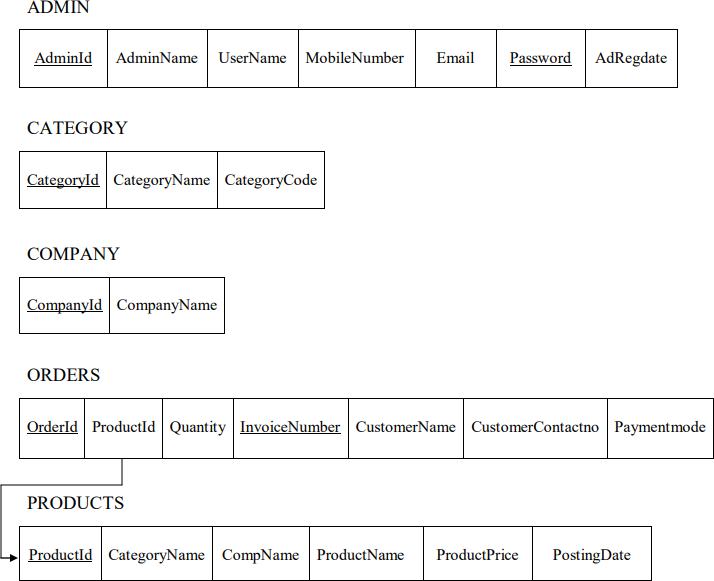 ADMIN
AdminId AdminName UserName MobileNumber Email Password AdRegdate
CATEGORY
CategoryId CategoryName CategoryCode
COMPANY
CompanyId CompanyName
ORDERS
OrderId ProductId Quantity InvoiceNumber CustomerName CustomerContactno Paymentmode
PRODUCTS
ProductId CategoryName CompName ProductName ProductPrice PostingDate